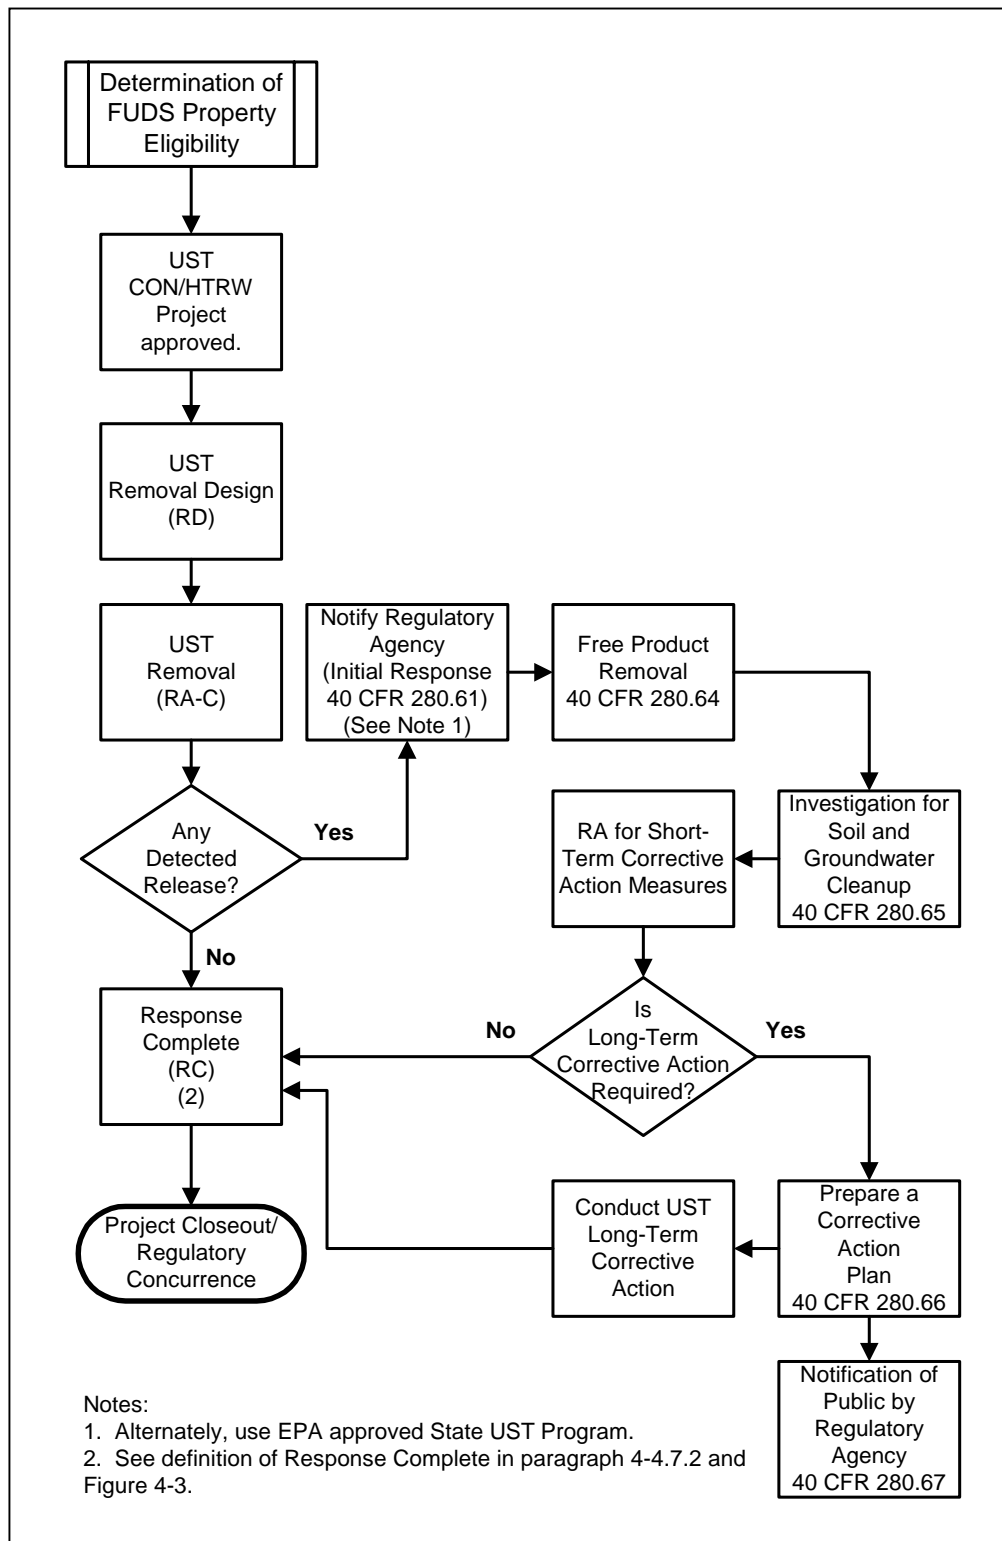 Determination of
FUDS Property
Eligibility
UST
CON/HTRW
Project
approved.
UST
Removal Design
(RD)
UST
Removal
(RA-C)
Notify Regulatory
Agency
(Initial Response
40 CFR 280.61)
(See Note 1)
Free Product
Removal
40 CFR 280.64
Any
Detected
Release?
Yes
No
RA for Short-
Term Corrective
Action Measures
Investigation for
Soil and
Groundwater
Cleanup
40 CFR 280.65
Response
Complete
(RC)
(2)
No
Is
Long-Term
Corrective Action
Required?
Yes
Project Closeout/
Regulatory
Concurrence
Conduct UST
Long-Term
Corrective
Action
Prepare a
Corrective
Action
Plan
40 CFR 280.66
Notification of
Public by
Regulatory
Agency
40 CFR 280.67
Notes:
1. Alternately, use EPA approved State UST Program.
2. See definition of Response Complete in paragraph 4-4.7.2 and
Figure 4-3.